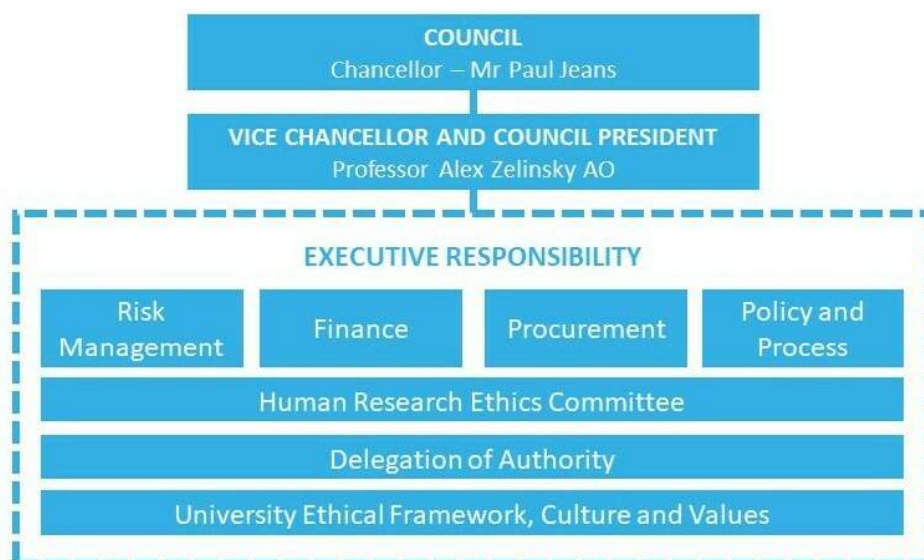 COUNCIL
Chancellor – Mr Paul Jeans
VICE CHANCELLOR AND COUNCIL PRESIDENT
Professor Alex Zelinsky AO
EXECUTIVE RESPONSIBILITY
Risk
Management
Finance
Procurement
Policy and
Process
Human Research Ethics Committee
Delegation of Authority
University Ethical Framework, Culture and Values